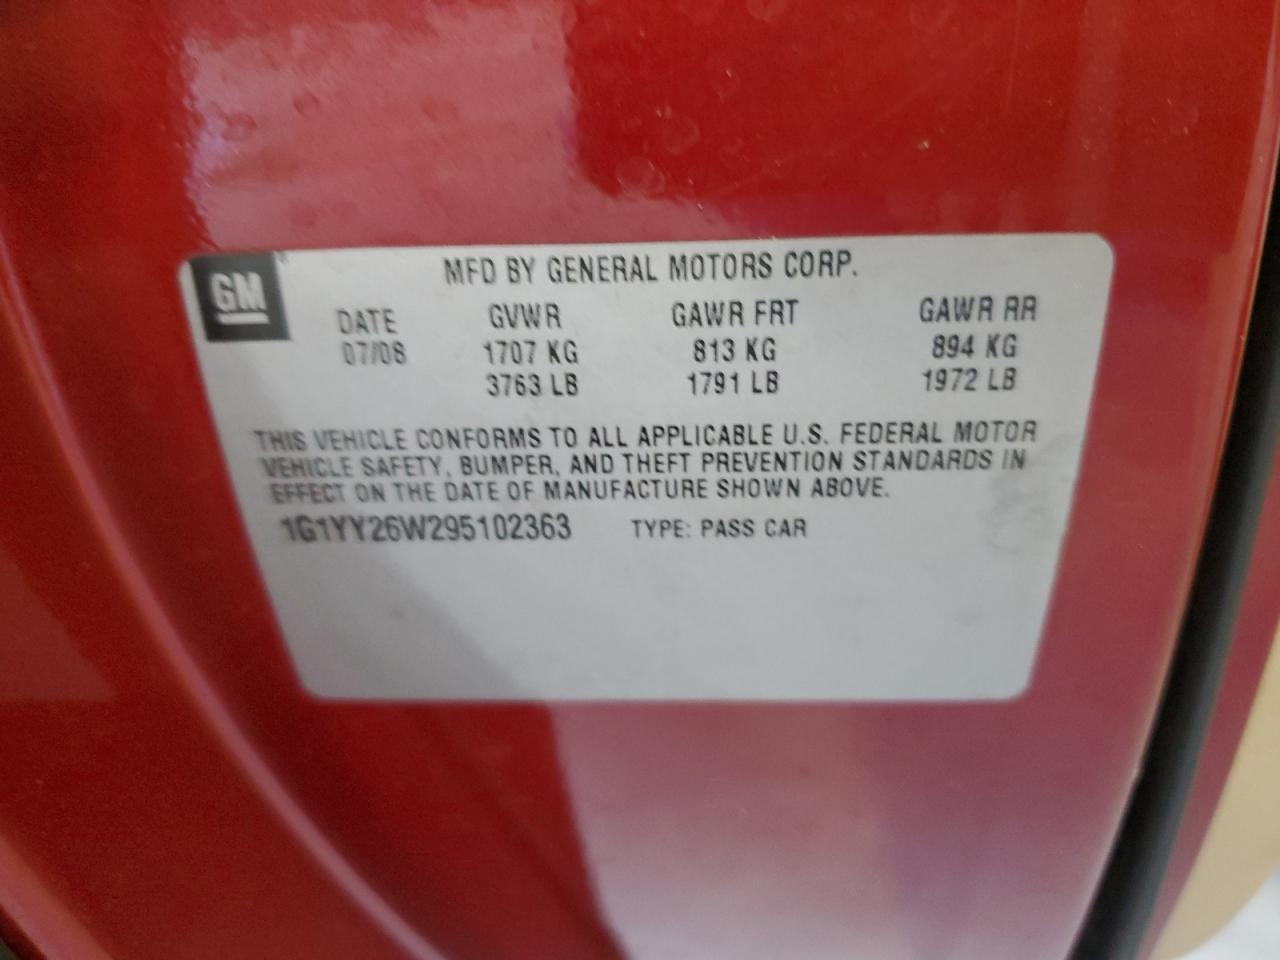 GM
MFD BY GENERAL MOTORS CORP.
DATE GVWR GAWR FRT GAWR RR
07/08 1707 KG 813 KG 894 KG
3763 LB 1791 LB 1972 LB
THIS VEHICLE CONFORMS TO ALL APPLICABLE U.S. FEDERAL MOTOR
VEHICLE SAFETY, BUMPER, AND THEFT PREVENTION STANDARDS IN
EFFECT ON THE DATE OF MANUFACTURE SHOWN ABOVE.
1G1YY26W295102363 TYPE: PASS CAR